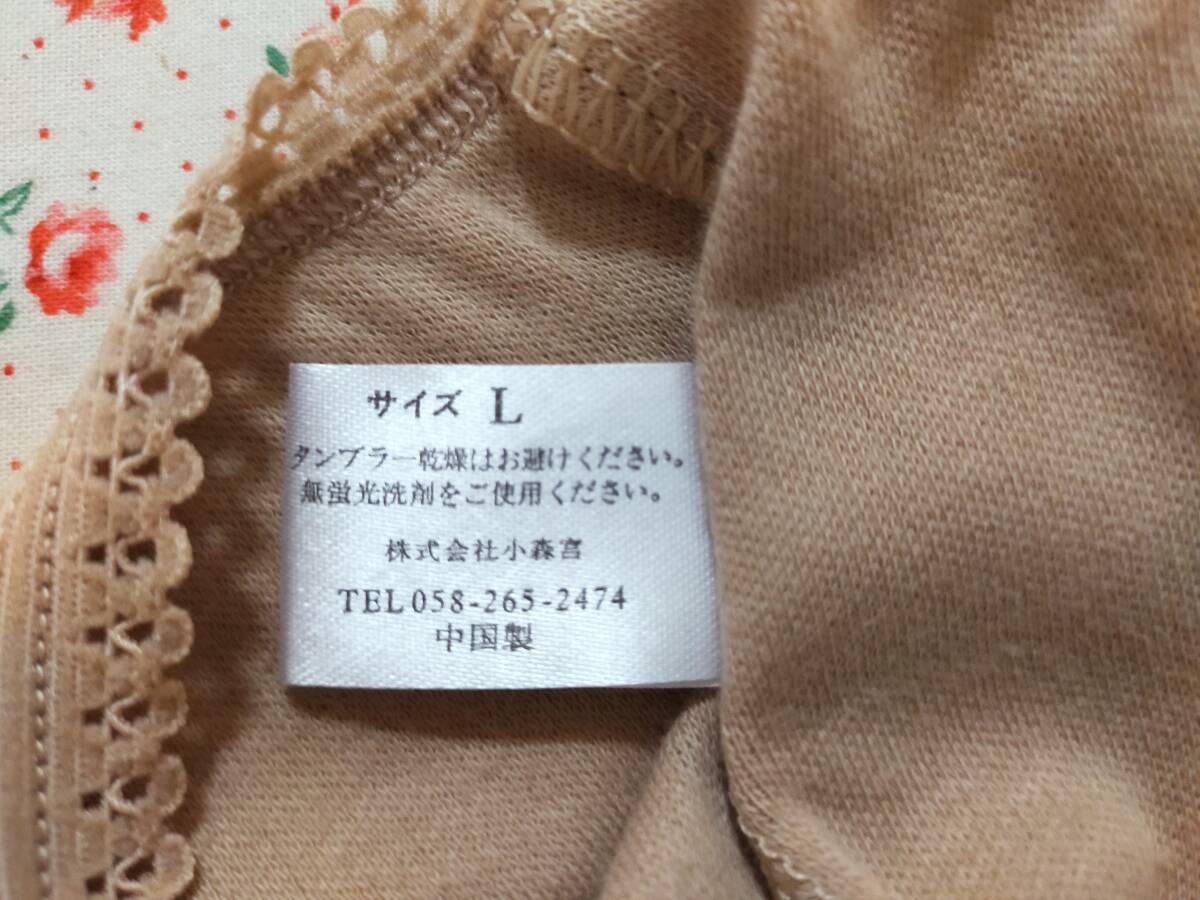 サイズ L
タンブラー乾燥はお避けください。
無蛍光洗剤をご使用ください。
株式会社小森宮
TEL058-265-2474
中国製